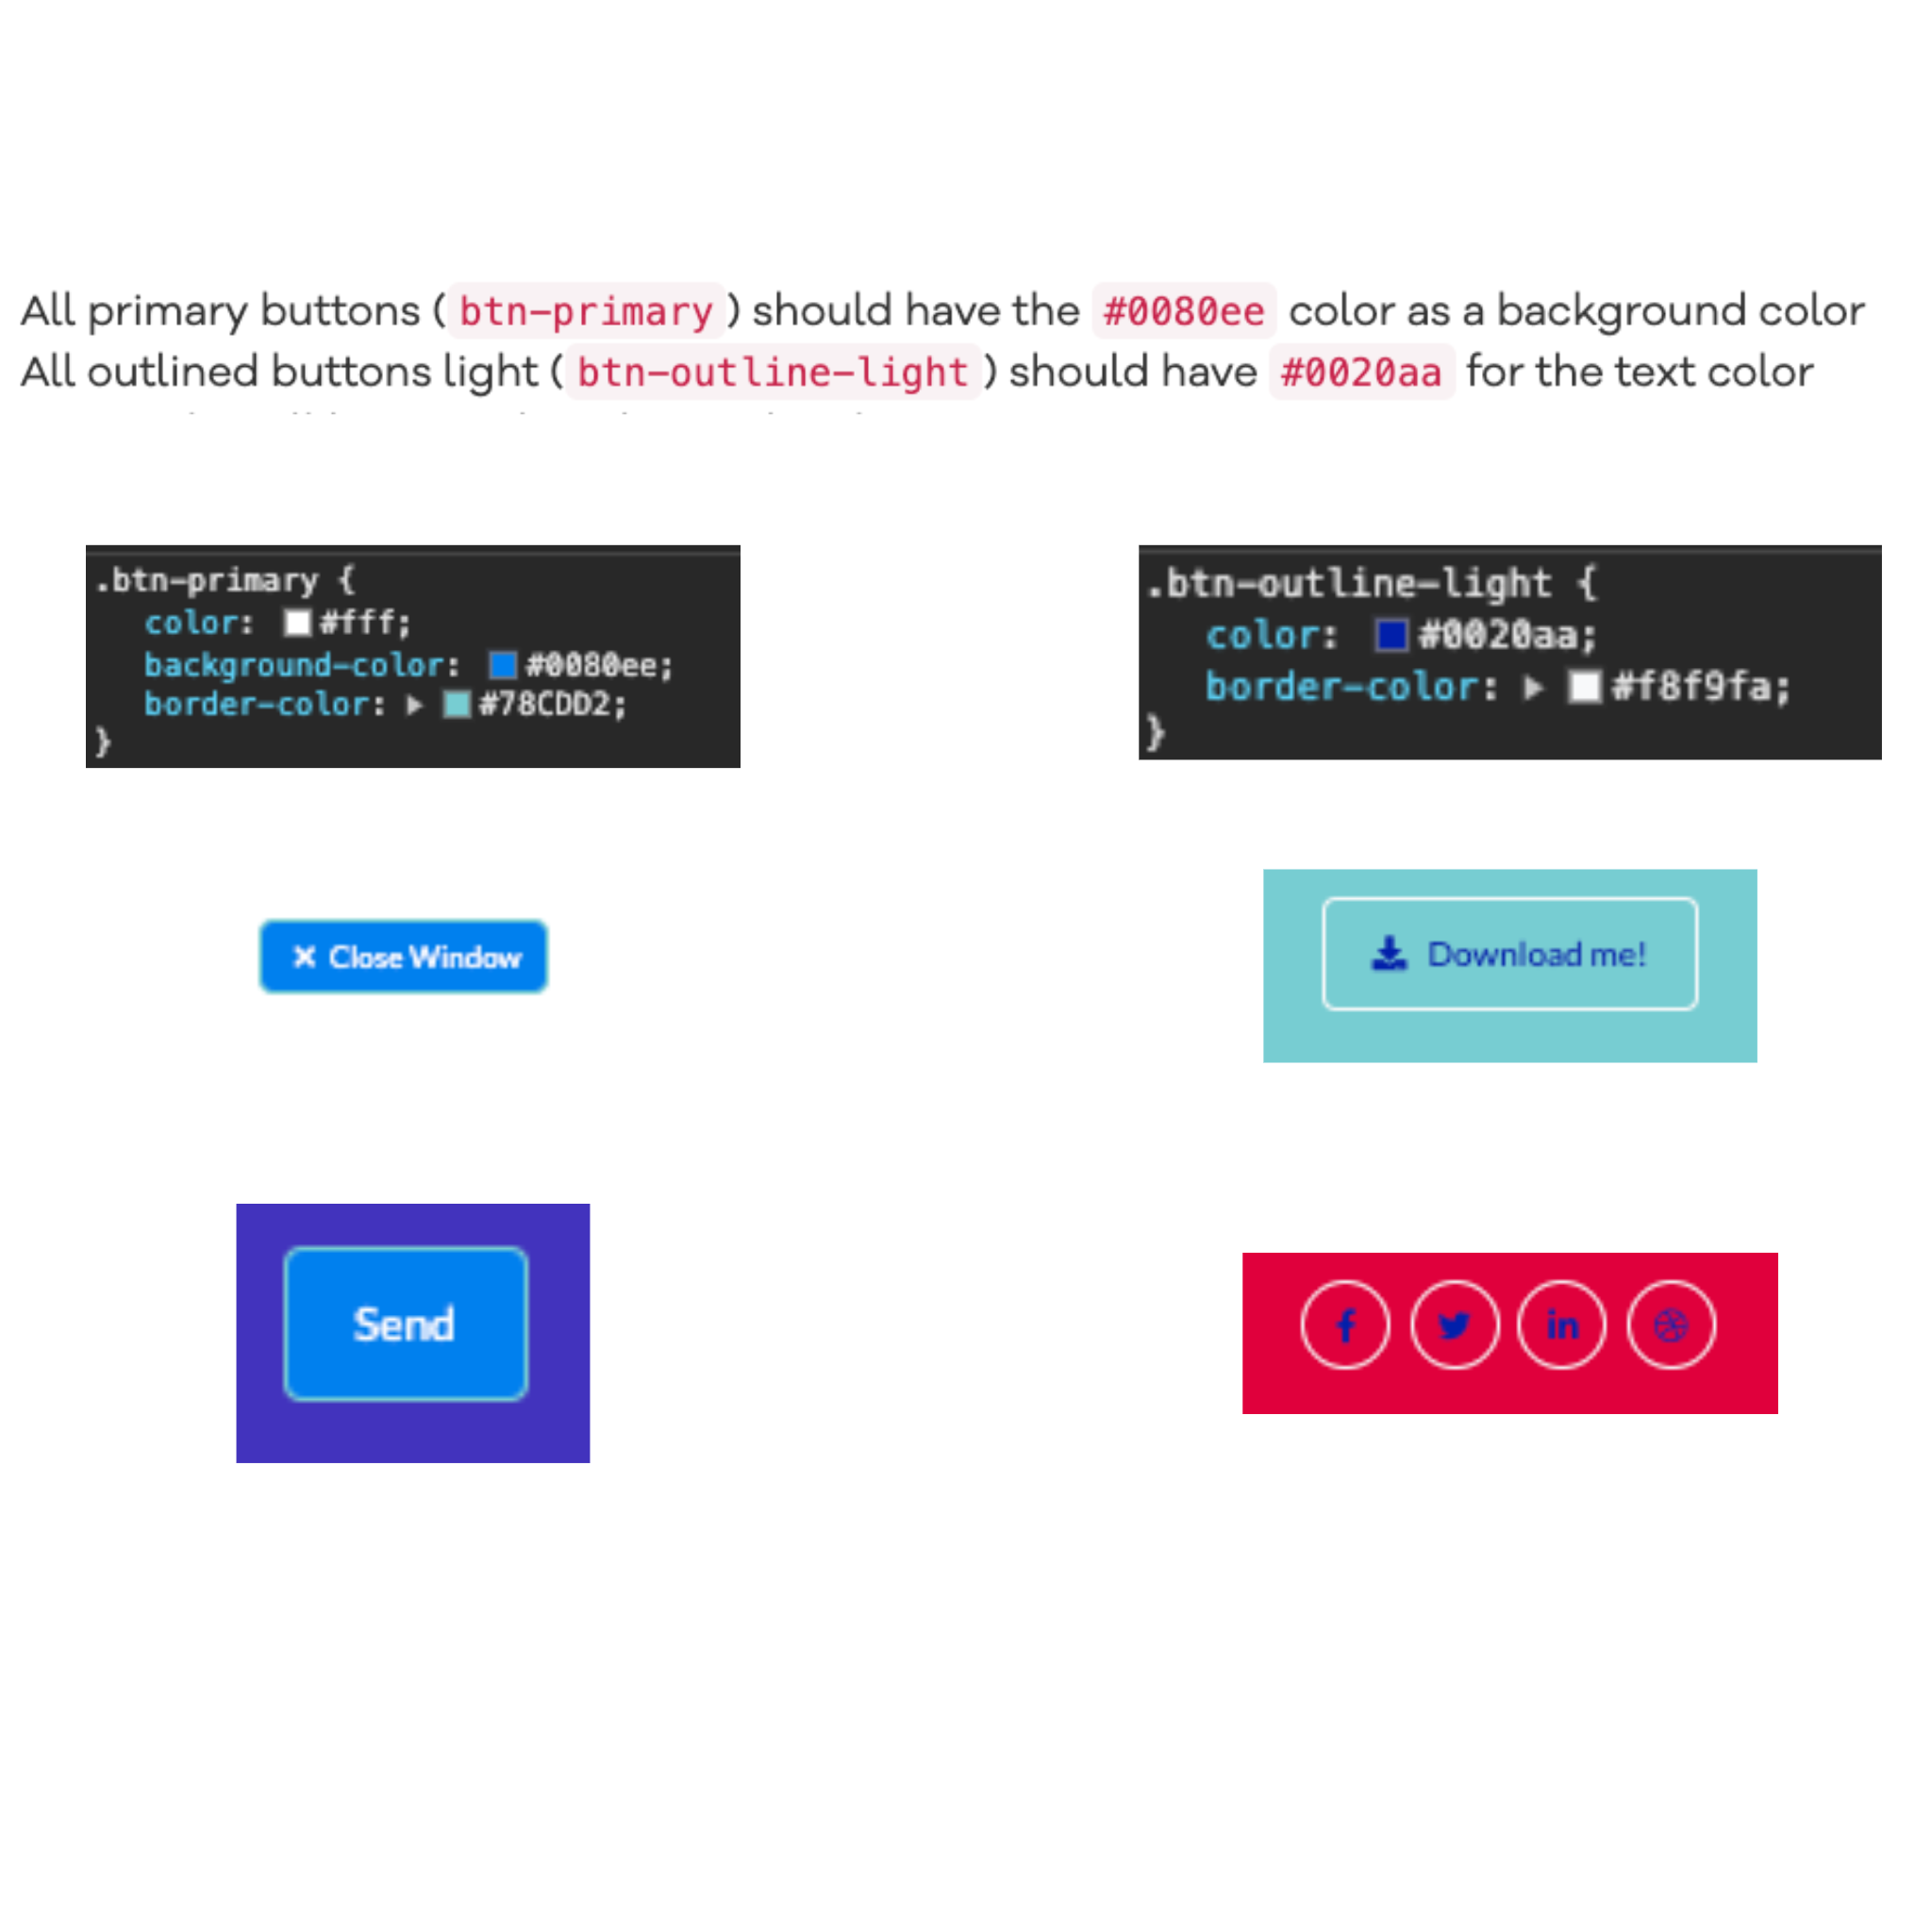 All primary buttons ( btn-primary ) should have the #0080ee color as a background color
All outlined buttons light ( btn-outline-light ) should have #0020aa for the text color
.btn-primary {
color: #fff;
background-color: #0080ee;
border-color: #78CDD2;
}
.btn-outline-light {
color: #0020aa;
border-color: #f8f9fa;
}
Close Window
Download me!
Send
f in